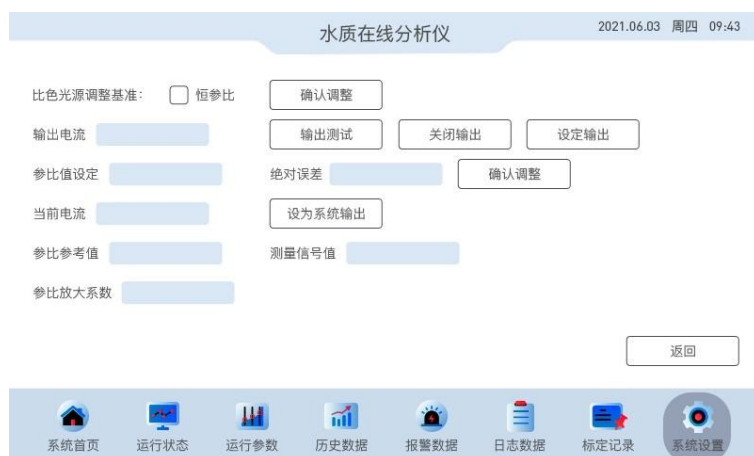 水质在线分析仪 2021.06.03 周四 09:43
比色光源调整基准: 恒参比 确认调整
输出电流 输出测试 关闭输出 设定输出
参比值设定 绝对误差 确认调整
当前电流 设为系统输出
参比参考值 测量信号值
参比放大系数
返回
系统首页 运行状态 运行参数 历史数据 报警数据 日志数据 标定记录 系统设置